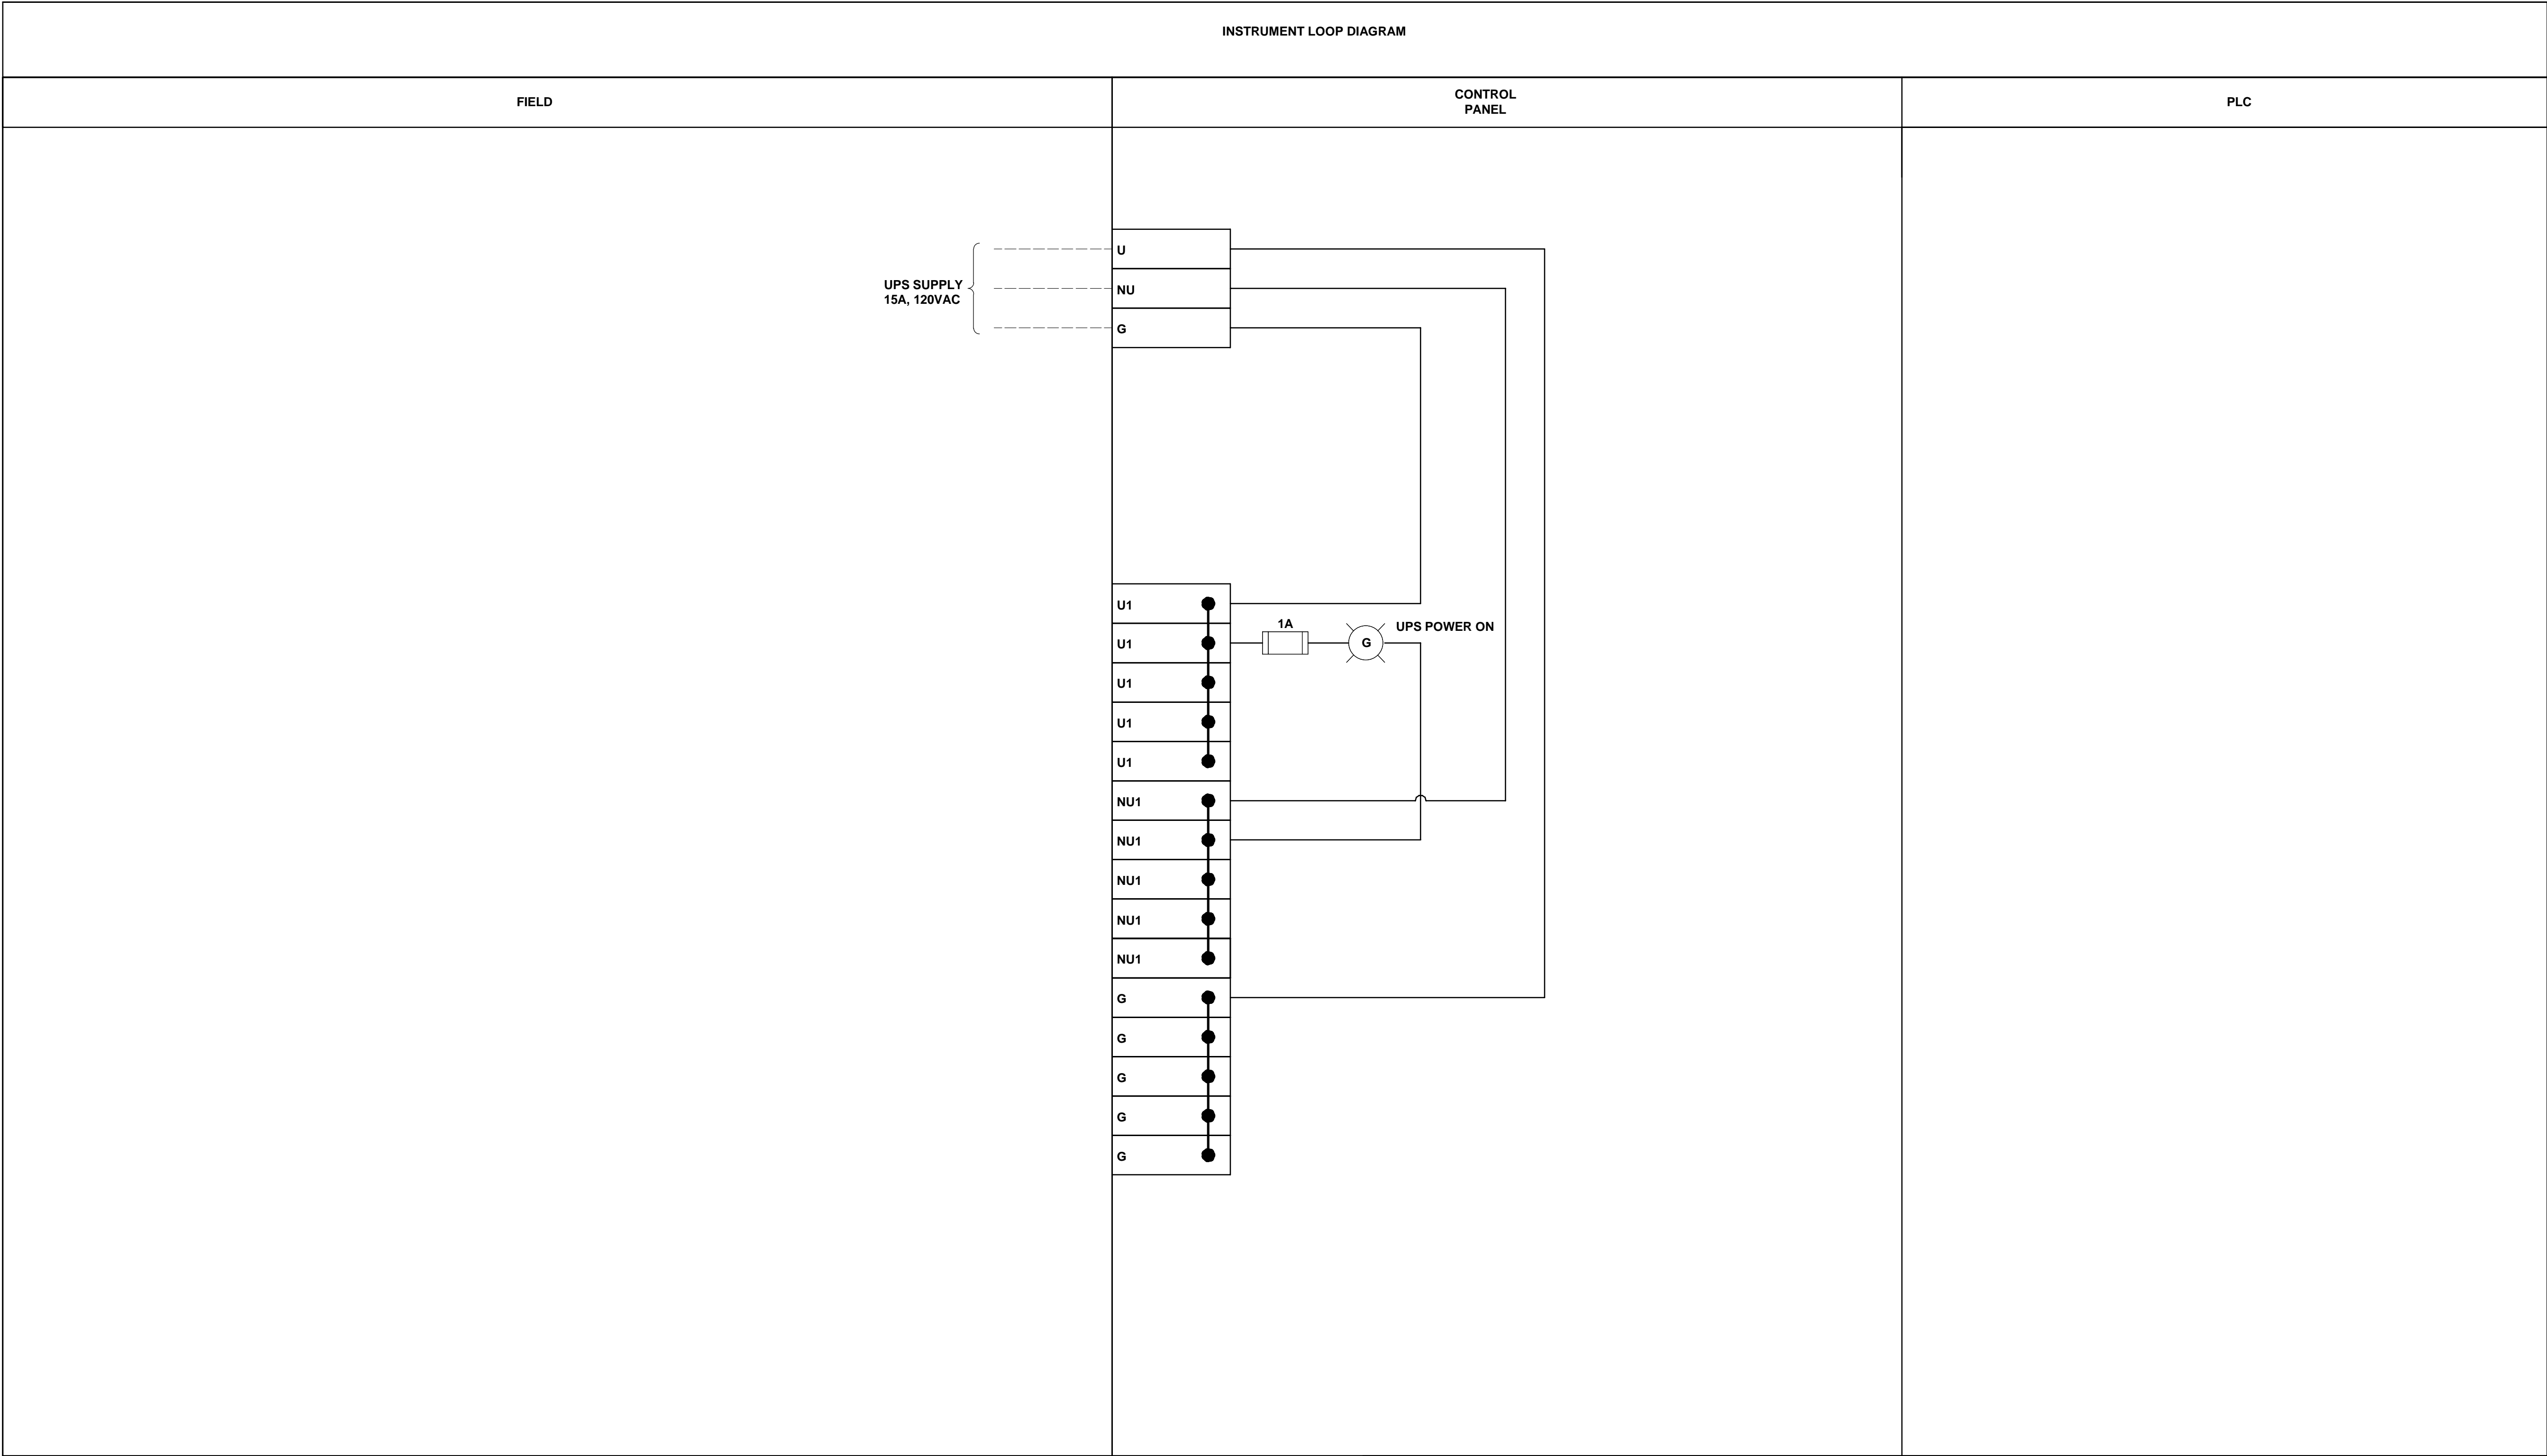 INSTRUMENT LOOP DIAGRAM
FIELD
CONTROL
PANEL
PLC
UPS SUPPLY
15A, 120VAC
U
NU
G
U1
U1
1A
G
UPS POWER ON
U1
U1
U1
NU1
NU1
NU1
NU1
NU1
G
G
G
G
G